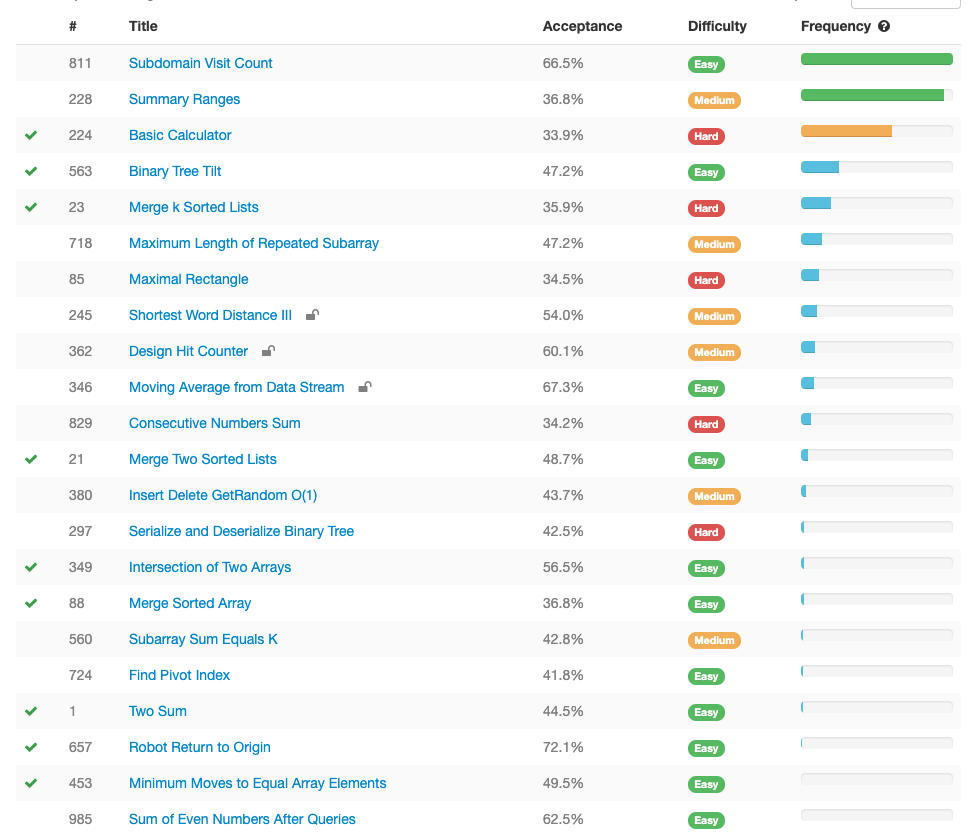 # Title Acceptance Difficulty Frequency ?
811 Subdomain Visit Count 66.5% Easy
228 Summary Ranges 36.8% Medium
224 Basic Calculator 33.9% Hard
563 Binary Tree Tilt 47.2% Easy
23 Merge k Sorted Lists 35.9% Hard
718 Maximum Length of Repeated Subarray 47.2% Medium
85 Maximal Rectangle 34.5% Hard
245 Shortest Word Distance III 54.0% Medium
362 Design Hit Counter 60.1% Medium
346 Moving Average from Data Stream 67.3% Easy
829 Consecutive Numbers Sum 34.2% Hard
21 Merge Two Sorted Lists 48.7% Easy
380 Insert Delete GetRandom O(1) 43.7% Medium
297 Serialize and Deserialize Binary Tree 42.5% Hard
349 Intersection of Two Arrays 56.5% Easy
88 Merge Sorted Array 36.8% Easy
560 Subarray Sum Equals K 42.8% Medium
724 Find Pivot Index 41.8% Easy
1 Two Sum 44.5% Easy
657 Robot Return to Origin 72.1% Easy
453 Minimum Moves to Equal Array Elements 49.5% Easy
985 Sum of Even Numbers After Queries 62.5% Easy